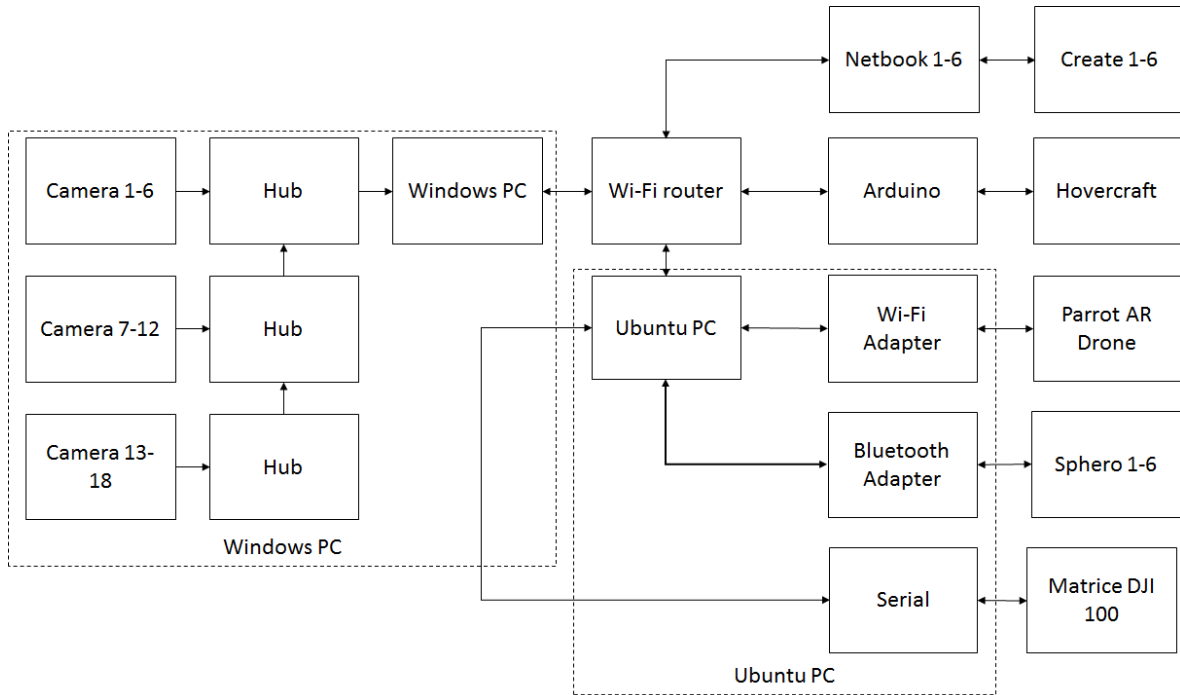 Netbook 1-6
Create 1-6
Camera 1-6
Hub
Windows PC
Wi-Fi router
Arduino
Hovercraft
Camera 7-12
Hub
Ubuntu PC
Wi-Fi
Adapter
Parrot AR
Drone
Camera 13-
18
Hub
Bluetooth
Adapter
Sphero 1-6
Windows PC
Serial
Matrice DJI
100
Ubuntu PC